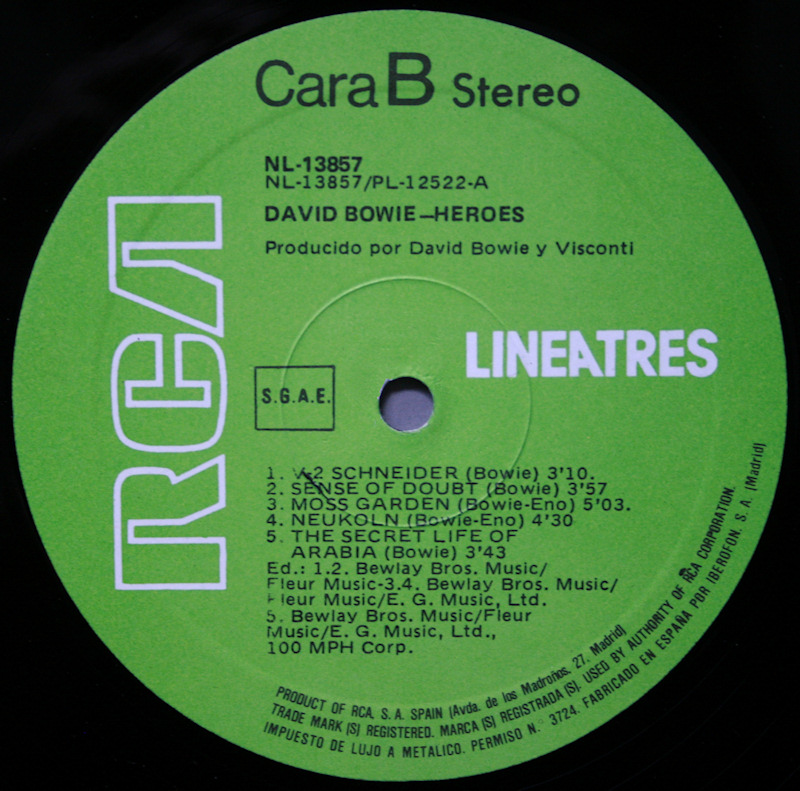 Cara B Stereo
NL-13857
NL-13857/PL-12522-A
DAVID BOWIE—HEROES
Producido por David Bowie y Visconti
RCA
LINEATRES
S.G.A.E.
1. V-2 SCHNEIDER (Bowie) 3'10.
2. SENSE OF DOUBT (Bowie) 3'57
3. MOSS GARDEN (Bowie-Eno) 5'03.
4. NEUKOLN (Bowie-Eno) 4'30
5. THE SECRET LIFE OF
ARABIA (Bowie) 3'43
Ed.: 1.2. Bewlay Bros. Music/
Fleur Music-3.4. Bewlay Bros. Music/
Fleur Music/E. G. Music, Ltd.
5. Bewlay Bros. Music/Fleur
Music/E. G. Music, Ltd.,
100 MPH Corp.
PRODUCT OF RCA, S. A. SPAIN (Avda. de los Madroños, 27. Madrid)
TRADE MARK (S) REGISTERED. MARCA (S) REGISTRADA (S). USED BY AUTHORITY OF RCA CORPORATION.
IMPUESTO DE LUJO A METALICO. PERMISO N.º 3724. FABRICADO EN ESPAÑA POR IBEROFON, S. A. (Madrid)